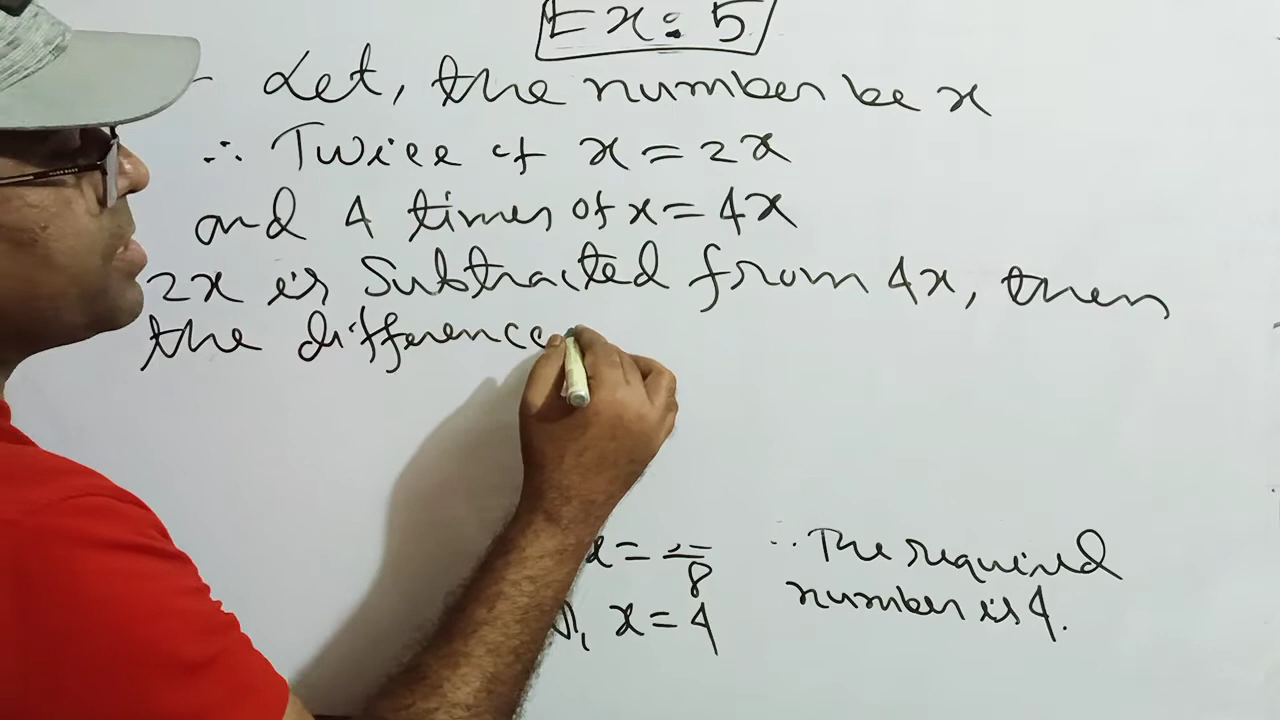 Ex: 5
Let, the number be x
∴ Twice of x = 2x
and 4 times of x = 4x
2x is subtracted from 4x, then
the difference
x = 8
x = 4
∴ The required
number is 4.